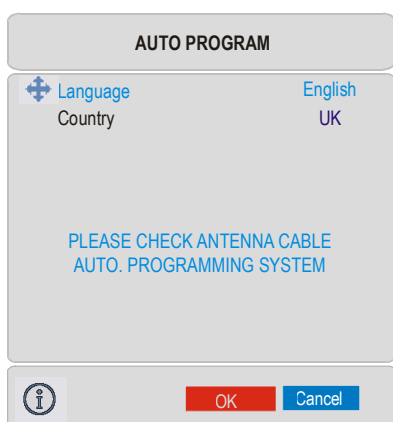 AUTO PROGRAM
Language English
Country UK
PLEASE CHECK ANTENNA CABLE
AUTO. PROGRAMMING SYSTEM
i OK Cancel